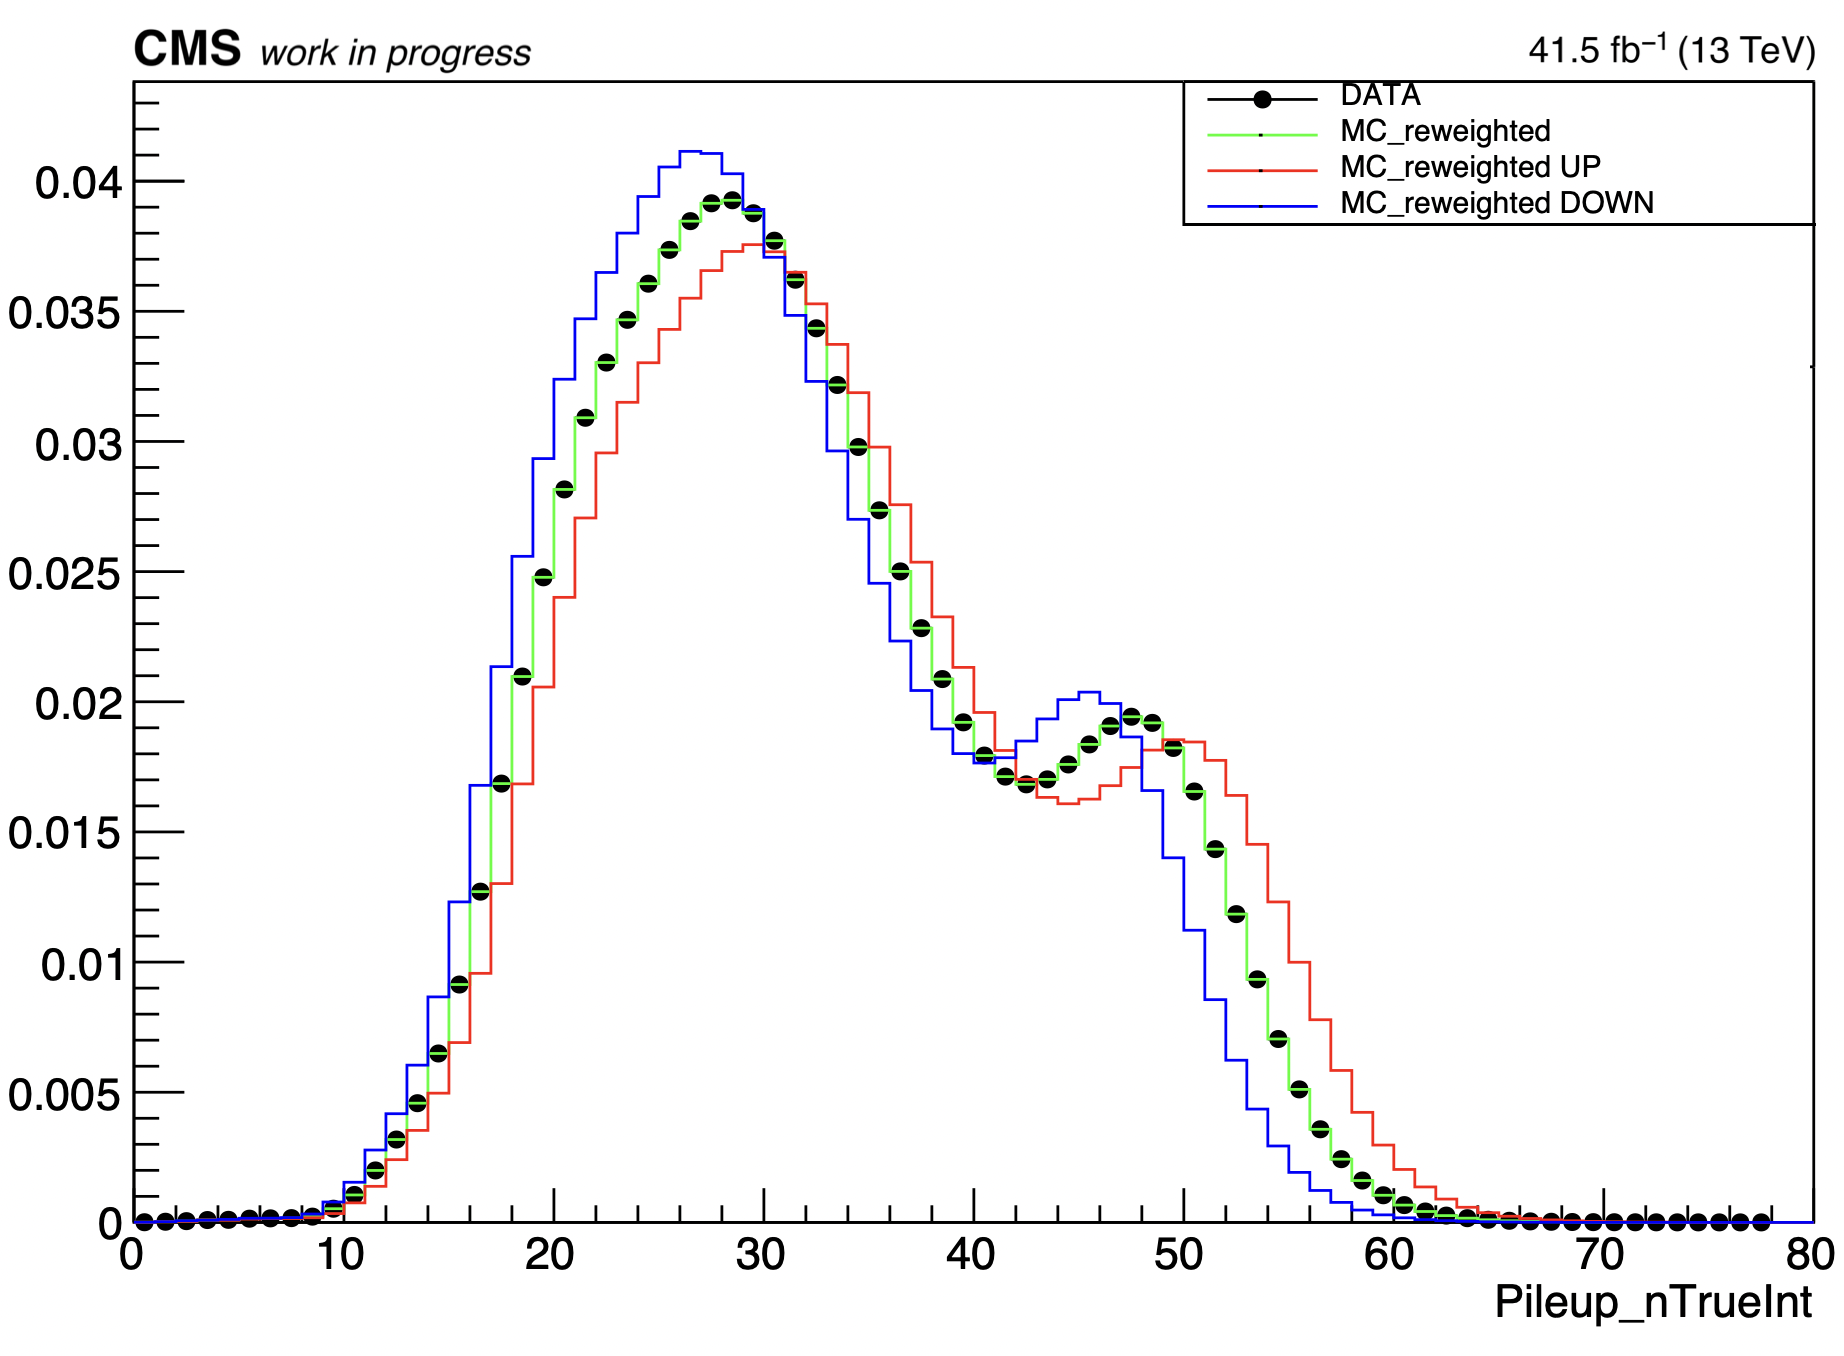 CMS work in progress
41.5 fb⁻¹ (13 TeV)
DATA
MC_reweighted
MC_reweighted UP
MC_reweighted DOWN
0.04
0.035
0.03
0.025
0.02
0.015
0.01
0.005
0
0 10 20 30 40 50 60 70 80
Pileup_nTrueInt